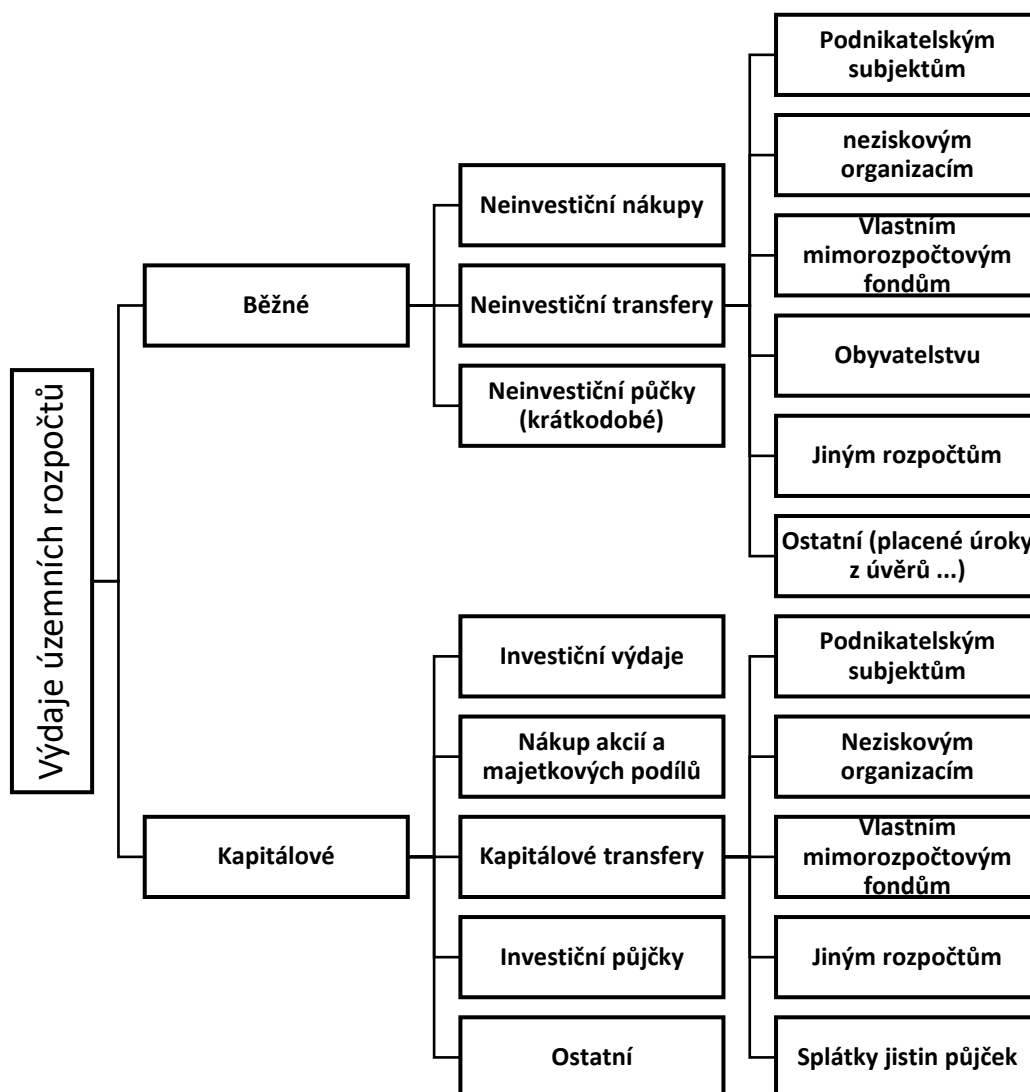 Výdaje územních rozpočtů
Běžné
Neinvestiční nákupy
Neinvestiční transfery
Podnikatelským
subjektům
neziskovým
organizacím
Vlastním
mimorozpočtovým
fondům
Obyvatelstvu
Jiným rozpočtům
Ostatní (placené úroky
z úvěrů ...)
Neinvestiční půčky
(krátkodobé)
Kapitálové
Investiční výdaje
Nákup akcií a
majetkových podílů
Kapitálové transfery
Podnikatelským
subjektům
Neziskovým
organizacím
Vlastním
mimorozpočtovým
fondům
Jiným rozpočtům
Splátky jistin půjček
Investiční půjčky
Ostatní